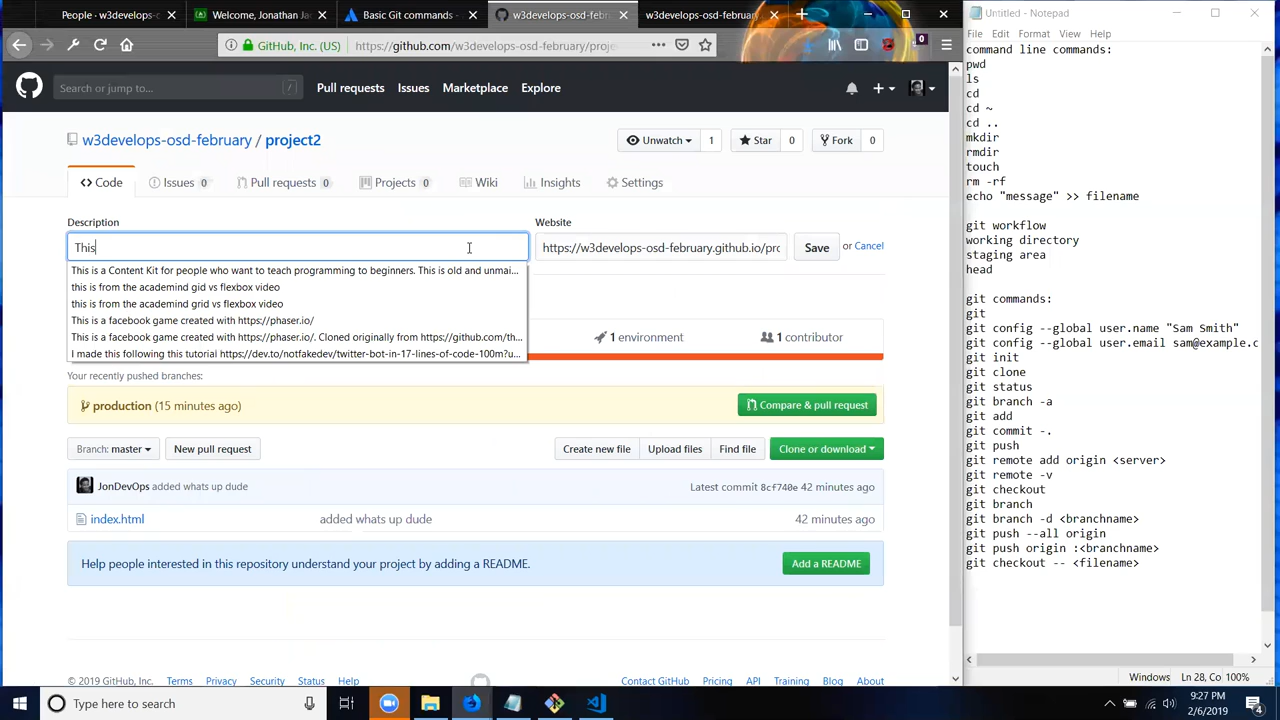 People - w3develops-osd-febr
Welcome, Jonathan!
Basic Git commands -
w3develops-osd-febru
w3develops-osd-februar
GitHub, Inc. (US)
https://github.com/w3develops-osd-february/proje
0
Search or jump to...
/
Pull requests
Issues
Marketplace
Explore
w3develops-osd-february / project2
Unwatch 1
Star 0
Fork 0
Code
Issues 0
Pull requests 0
Projects 0
Wiki
Insights
Settings
Description
Website
This
https://w3develops-osd-february.github.io/prc
Save
or Cancel
This is a Content Kit for people who want to teach programming to beginners. This is old and unmai...
this is from the academind gid vs flexbox video
this is from the academind grid vs flexbox video
This is a facebook game created with https://phaser.io/
This is a facebook game created with https://phaser.io/. Cloned originally from https://github.com/th...
I made this following this tutorial https://dev.to/notfakedev/twitter-bot-in-17-lines-of-code-100m?u...
1 environment
1 contributor
Your recently pushed branches:
production (15 minutes ago)
Compare & pull request
Branch: master
New pull request
Create new file
Upload files
Find file
Clone or download
JonDevOps added whats up dude
Latest commit 8cf740e 42 minutes ago
index.html
added whats up dude
42 minutes ago
Help people interested in this repository understand your project by adding a README.
Add a README
© 2019 GitHub, Inc.
Terms
Privacy
Security
Status
Help
Contact GitHub
Pricing
API
Training
Blog
About
Untitled - Notepad
File Edit Format View Help
command line commands:
pwd
ls
cd
cd ~
cd ..
mkdir
rmdir
touch
rm -rf
echo "message" >> filename
git workflow
working directory
staging area
head
git commands:
git
git config --global user.name "Sam Smith"
git config --global user.email sam@example.c
git init
git clone
git status
git branch -a
git add
git commit -.
git push
git remote add origin <server>
git remote -v
git checkout
git branch
git branch -d <branchname>
git push --all origin
git push origin :<branchname>
git checkout -- <filename>
Windows
Ln 28, Co
100%
Type here to search
9:27 PM
2/6/2019
4